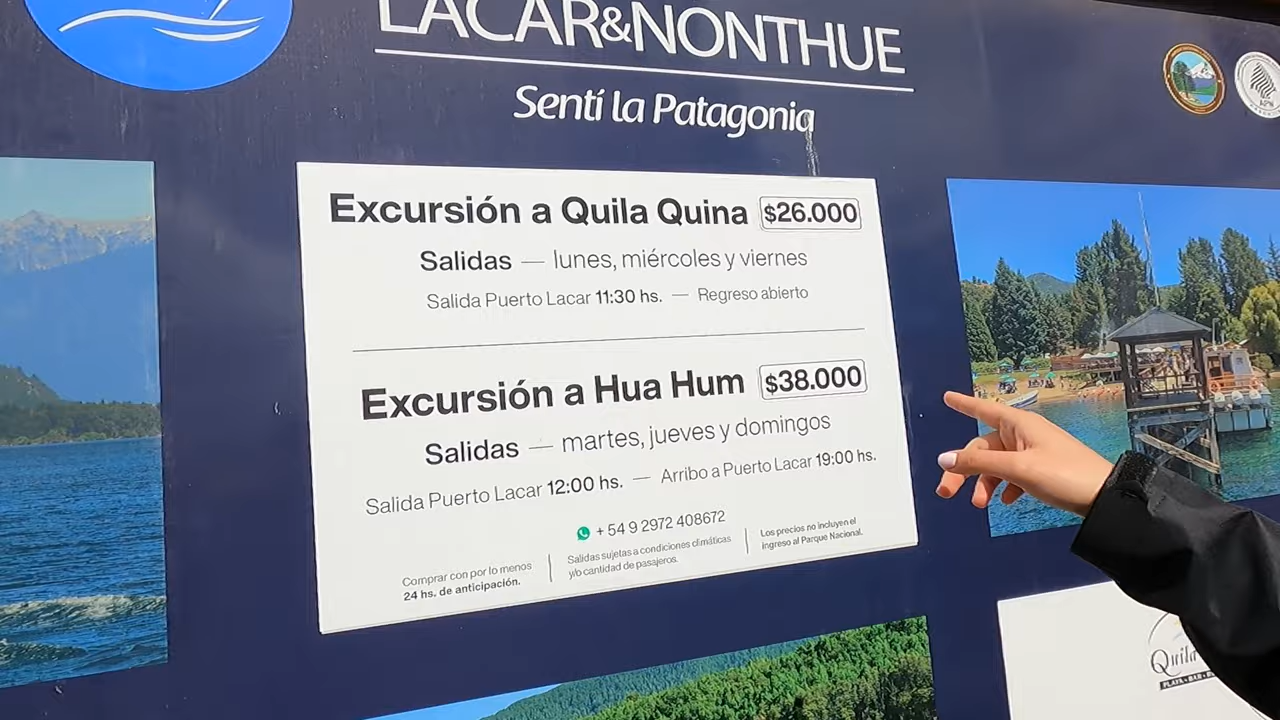 LACAR&NONTHUE
Sentí la Patagonia
APN
Excursión a Quila Quina $26.000
Salidas — lunes, miércoles y viernes
Salida Puerto Lacar 11:30 hs. — Regreso abierto
Excursión a Hua Hum $38.000
Salidas — martes, jueves y domingos
Salida Puerto Lacar 12:00 hs. — Arribo a Puerto Lacar 19:00 hs.
+ 54 9 2972 408672
Comprar con por lo menos
24 hs. de anticipación.
Salidas sujetas a condiciones climáticas
y/o cantidad de pasajeros.
Los precios no incluyen el
ingreso al Parque Nacional.
Quila
PLAYA • BAR •